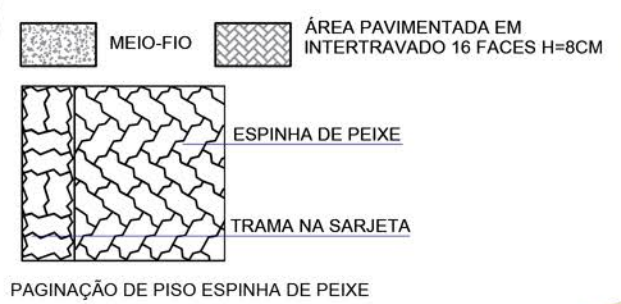 MEIO-FIO
ÁREA PAVIMENTADA EM
INTERTRAVADO 16 FACES H=8CM
ESPINHA DE PEIXE
TRAMA NA SARJETA
PAGINAÇÃO DE PISO ESPINHA DE PEIXE